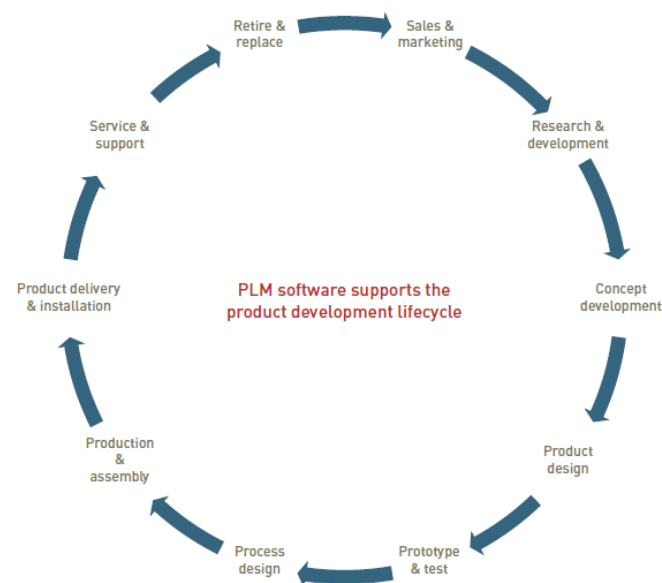 Retire &
replace
Sales &
marketing
Research &
development
Concept
development
Product
design
Prototype
& test
Process
design
Production
&
assembly
Product delivery
& installation
Service &
support
PLM software supports the
product development lifecycle